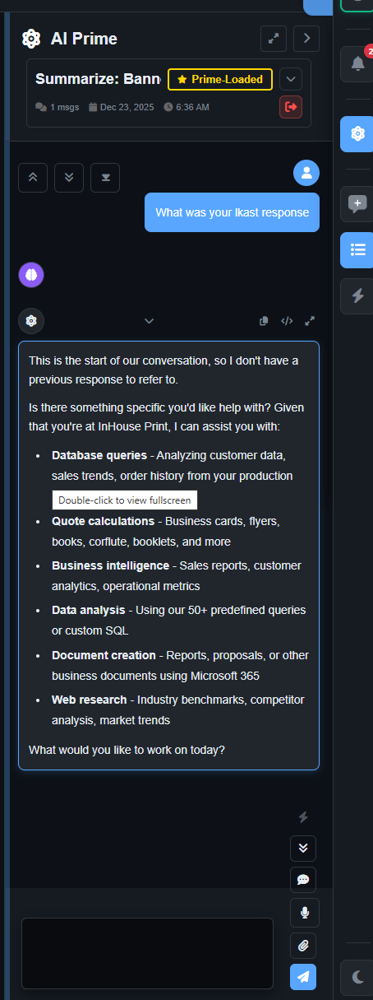 AI Prime
Summarize: Bann
Prime-Loaded
1 msgs Dec 23, 2025 6:36 AM
2
What was your lkast response
This is the start of our conversation, so I don't have a
previous response to refer to.
Is there something specific you'd like help with? Given
that you're at InHouse Print, I can assist you with:
• Database queries - Analyzing customer data,
sales trends, order history from your production
Double-click to view fullscreen
• Quote calculations - Business cards, flyers,
books, corflute, booklets, and more
• Business intelligence - Sales reports, customer
analytics, operational metrics
• Data analysis - Using our 50+ predefined queries
or custom SQL
• Document creation - Reports, proposals, or other
business documents using Microsoft 365
• Web research - Industry benchmarks, competitor
analysis, market trends
What would you like to work on today?